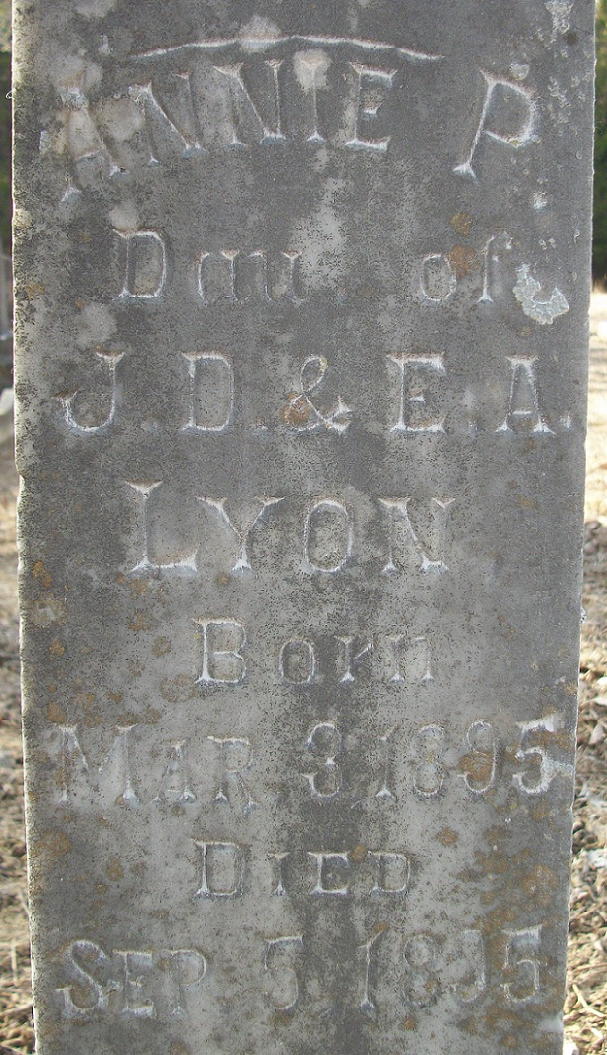 ANNIE P.
Dau. of
J. D. & E. A.
LYON
Born
MAR. 3, 1895
DIED
SEP. 5, 1895